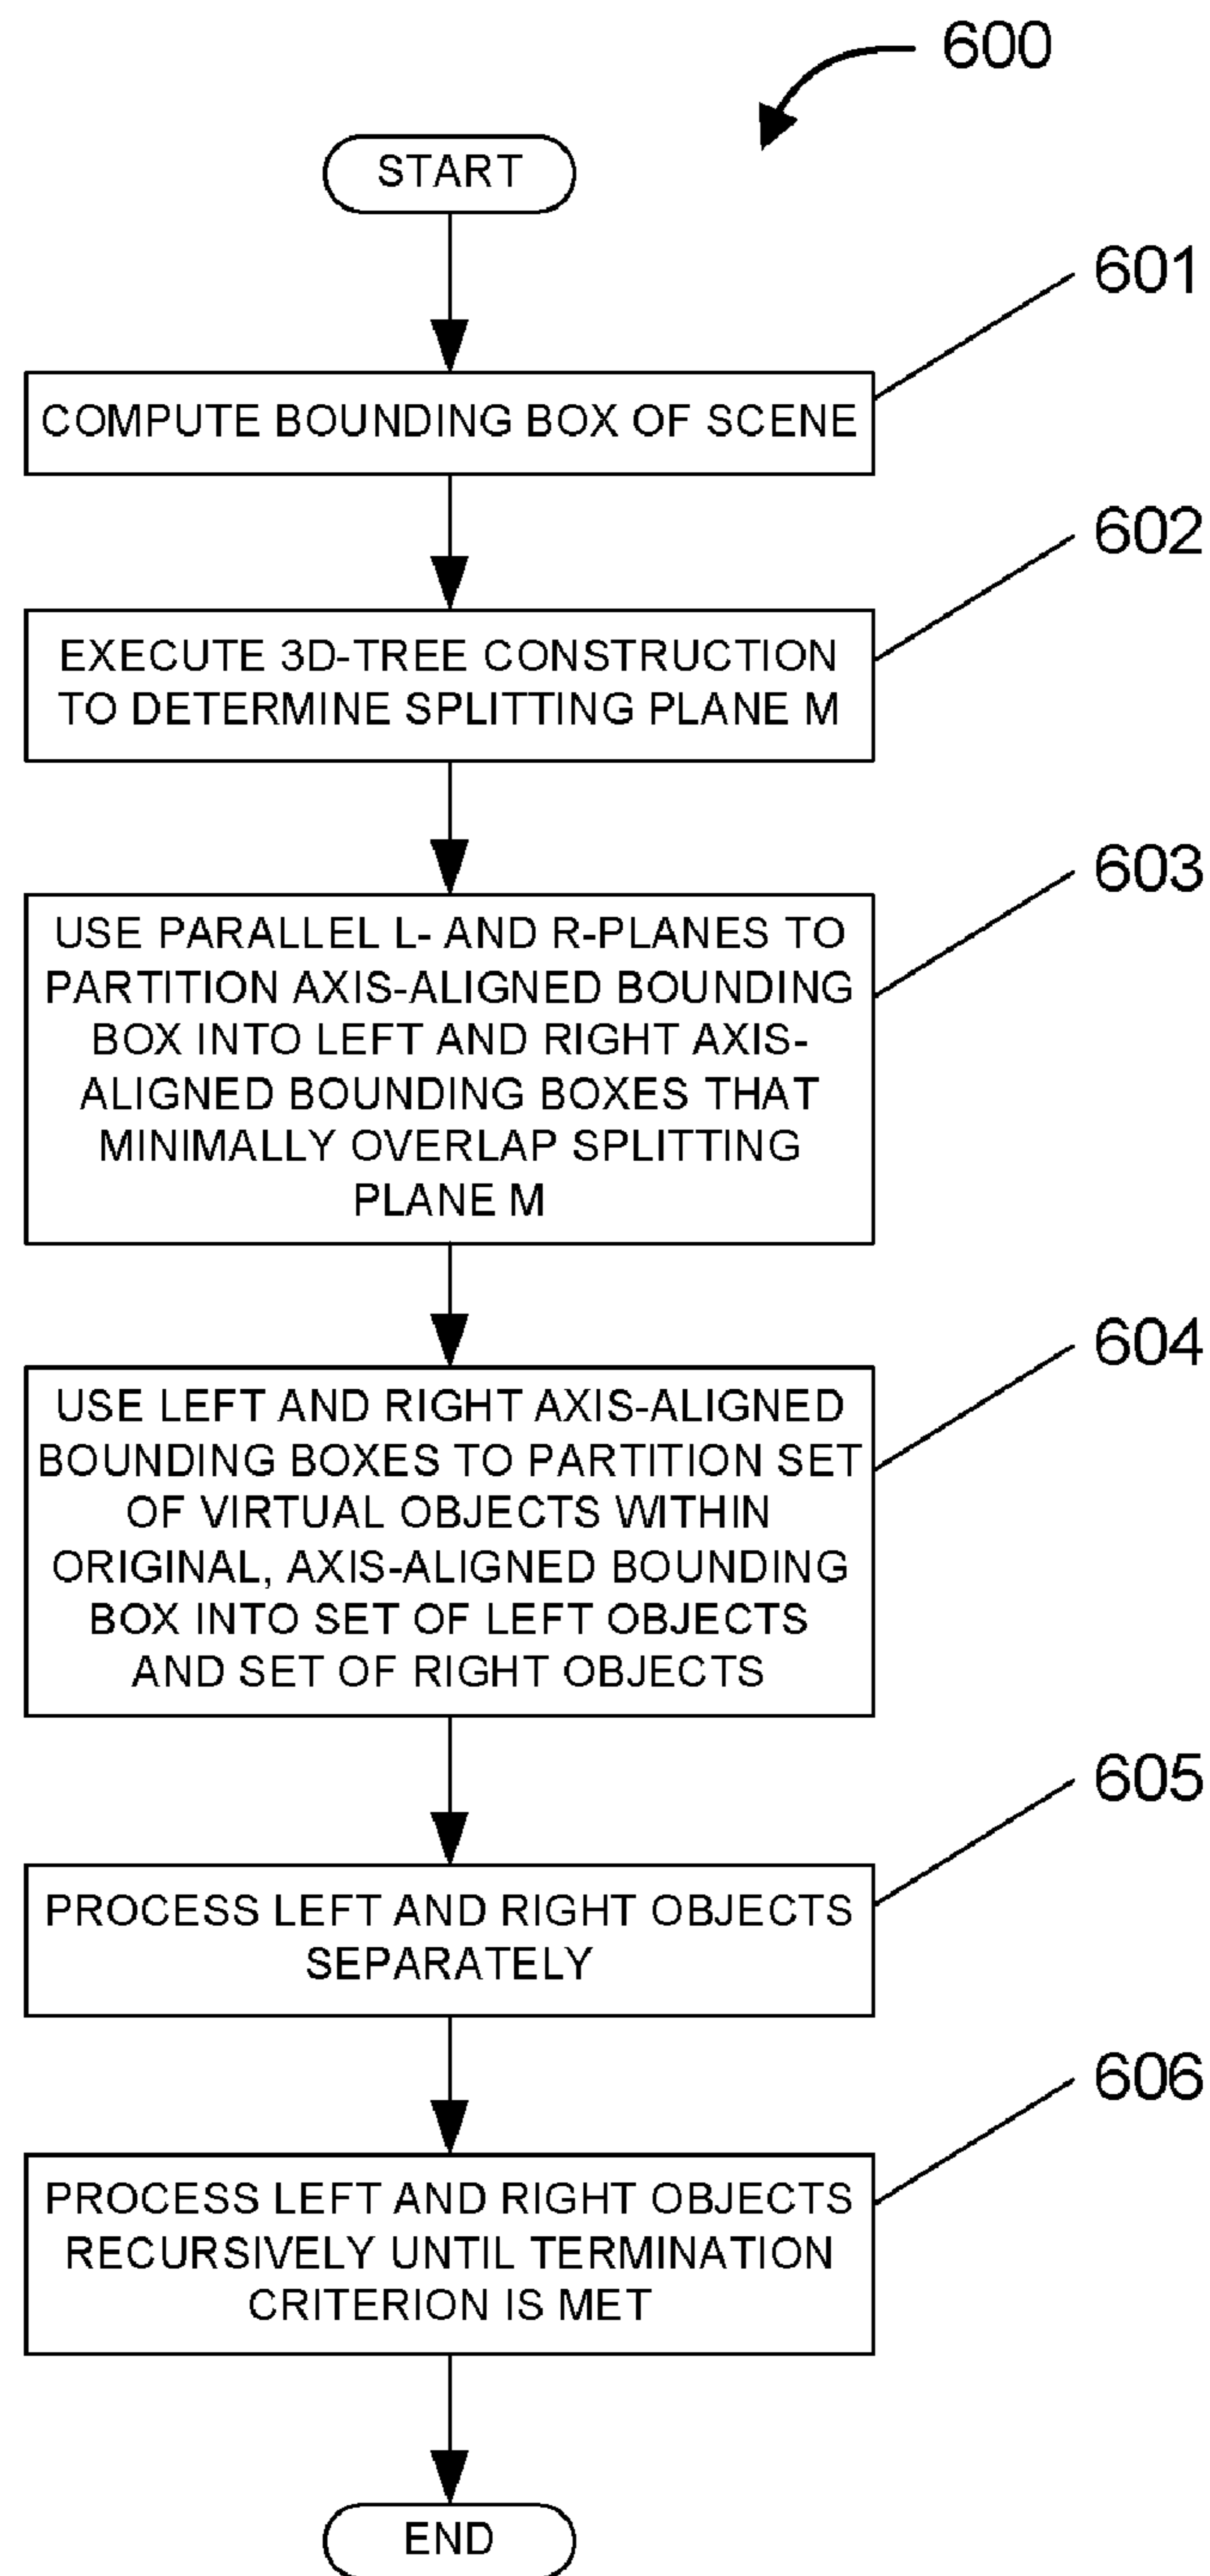 600
START
601
COMPUTE BOUNDING BOX OF SCENE
602
EXECUTE 3D-TREE CONSTRUCTION
TO DETERMINE SPLITTING PLANE M
603
USE PARALLEL L- AND R-PLANES TO
PARTITION AXIS-ALIGNED BOUNDING
BOX INTO LEFT AND RIGHT AXIS-
ALIGNED BOUNDING BOXES THAT
MINIMALLY OVERLAP SPLITTING
PLANE M
604
USE LEFT AND RIGHT AXIS-ALIGNED
BOUNDING BOXES TO PARTITION SET
OF VIRTUAL OBJECTS WITHIN
ORIGINAL, AXIS-ALIGNED BOUNDING
BOX INTO SET OF LEFT OBJECTS
AND SET OF RIGHT OBJECTS
605
PROCESS LEFT AND RIGHT OBJECTS
SEPARATELY
606
PROCESS LEFT AND RIGHT OBJECTS
RECURSIVELY UNTIL TERMINATION
CRITERION IS MET
END